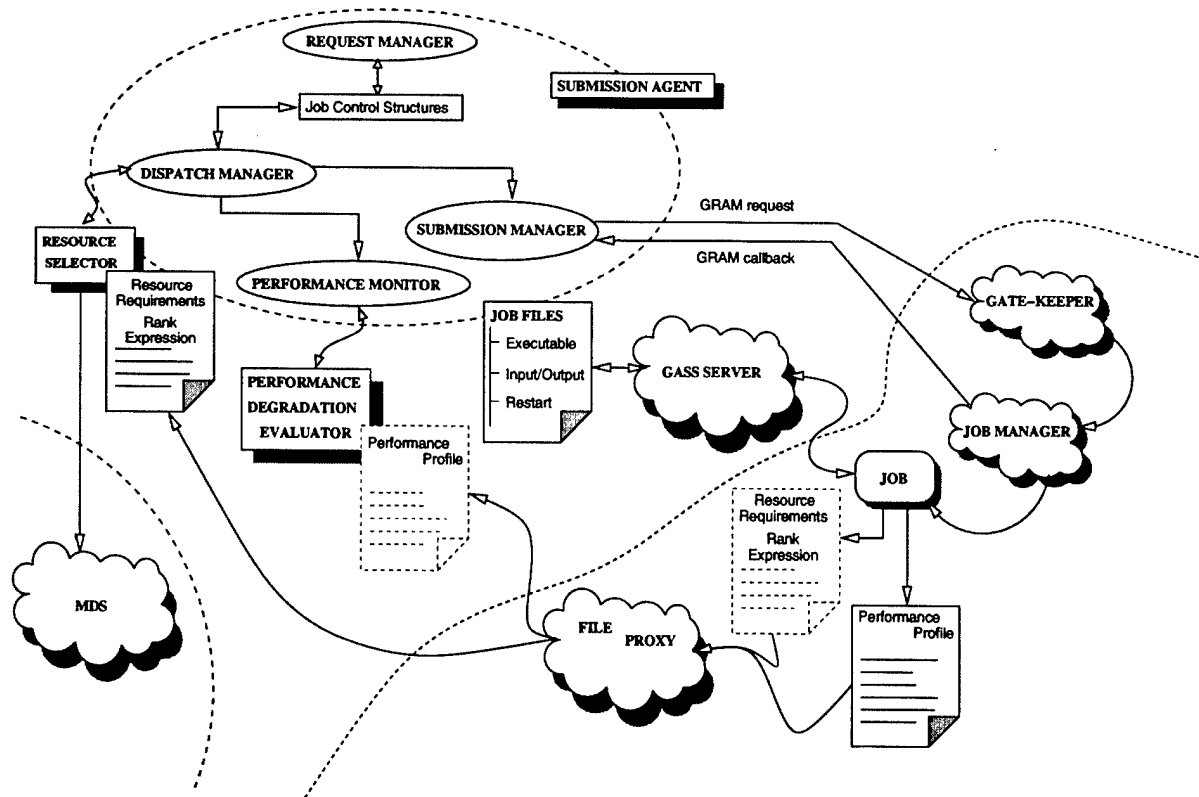 REQUEST MANAGER
SUBMISSION AGENT
Job Control Structures
DISPATCH MANAGER
GRAM request
SUBMISSION MANAGER
GRAM callback
RESOURCE
SELECTOR
Resource
Requirements
Rank
Expression
PERFORMANCE MONITOR
GATE-KEEPER
JOB FILES
Executable
Input/Output
Restart
GASS SERVER
PERFORMANCE
DEGRADATION
EVALUATOR
Performance
Profile
JOB MANAGER
JOB
Resource
Requirements
Rank
Expression
MDS
FILE
PROXY
Performance
Profile